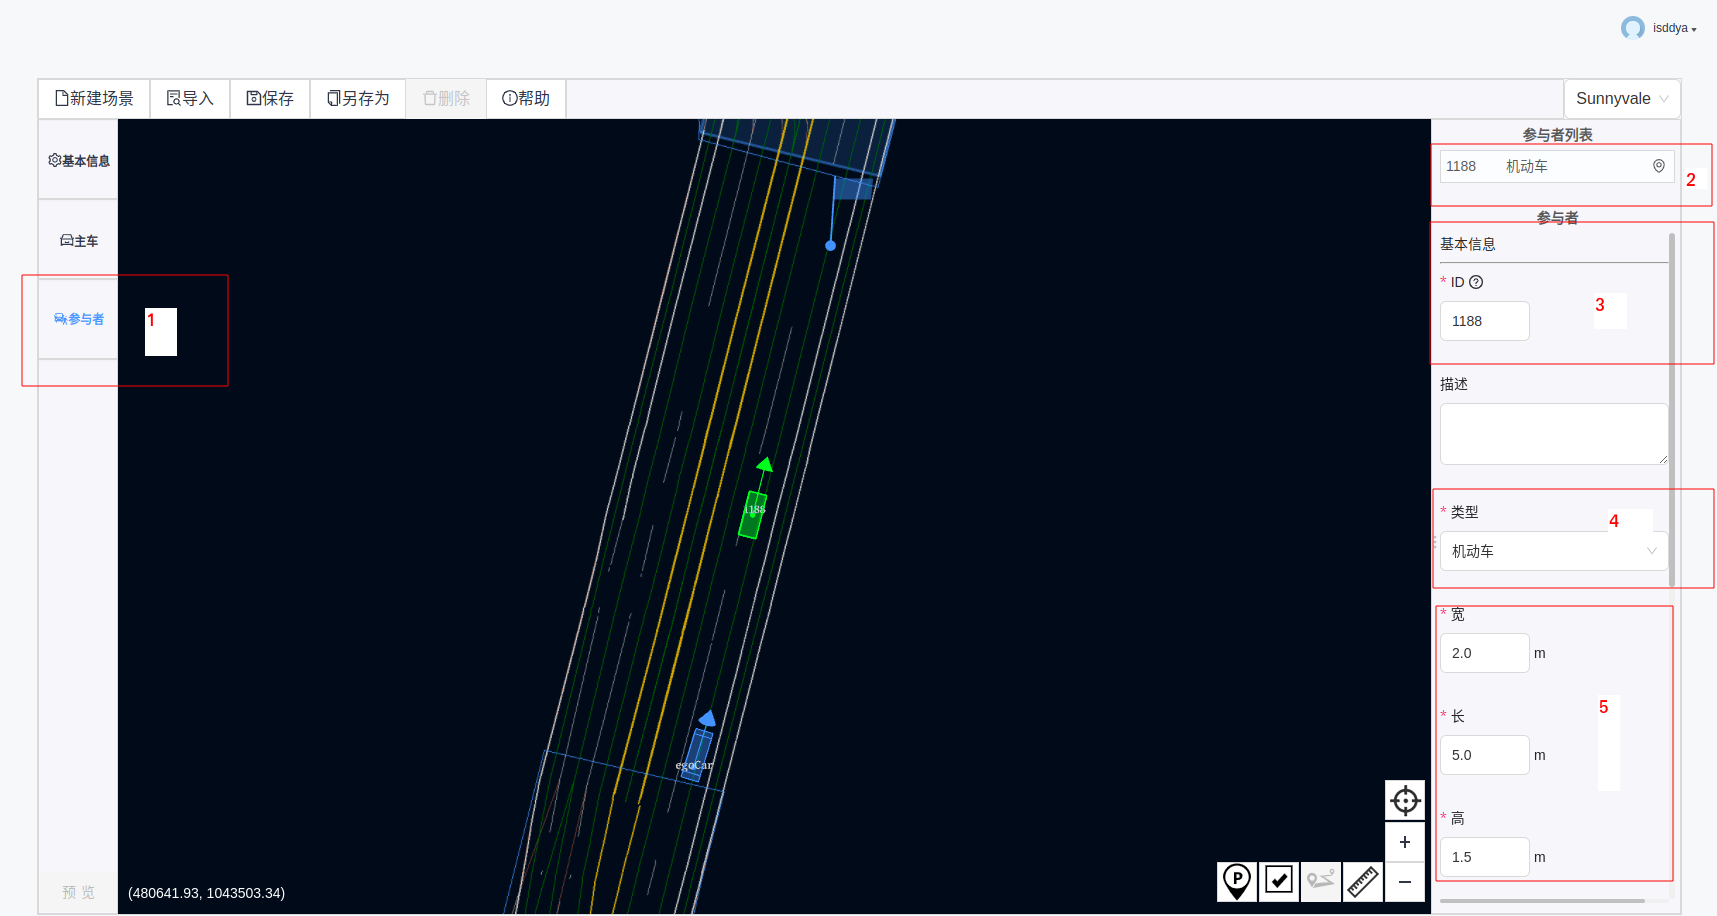 isddya
新建场景 导入 保存 另存为 删除 帮助 Sunnyvale
基本信息
主车
参与者
1
预 览
1188
egoCar
(480641.93, 1043503.34)
P
+
−
参与者列表
1188 机动车
2
参与者
基本信息
* ID ?
3
1188
描述
* 类型
4
机动车
* 宽
2.0 m
* 长
5
5.0 m
* 高
1.5 m